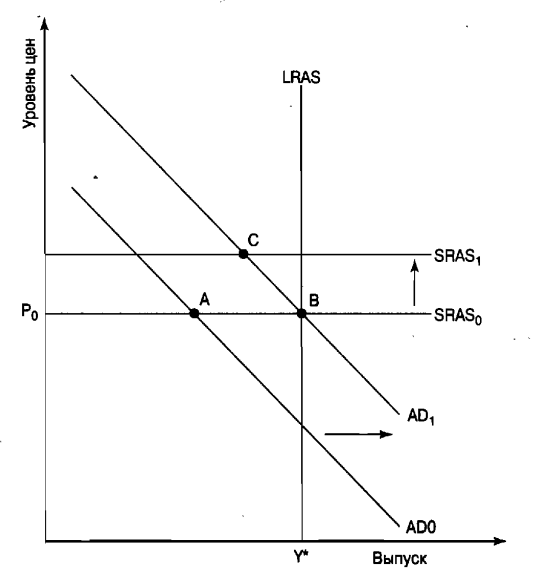 Уровень цен
LRAS
C
SRAS₁
A
B
P₀
SRAS₀
AD₁
AD0
Y*
Выпуск